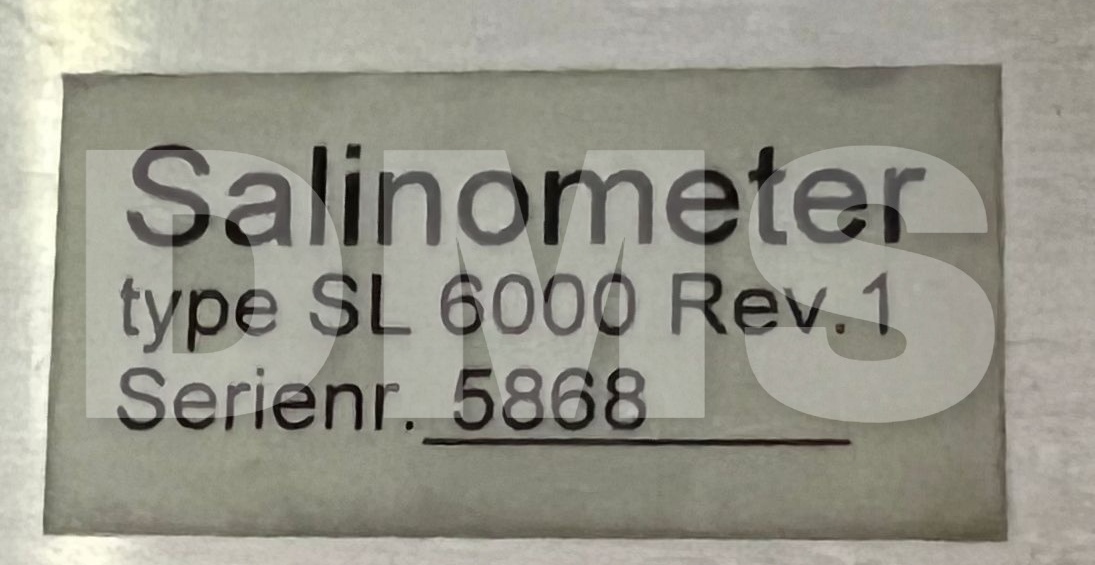 Salinometer
type SL 6000 Rev.1
Serienr. 5868
DMS